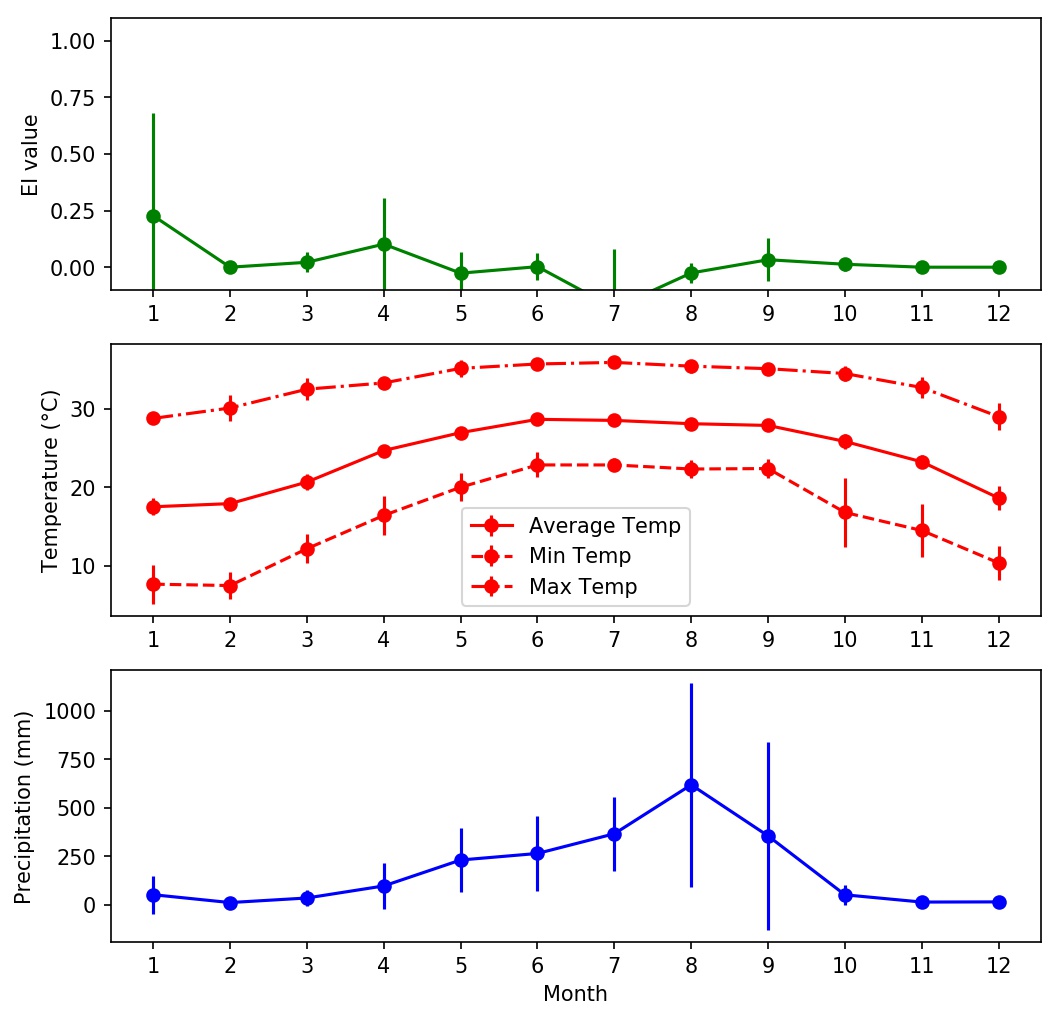 1.00
0.75
0.50
0.25
0.00
EI value
1 2 3 4 5 6 7 8 9 10 11 12
30
20
10
Temperature (°C)
Average Temp
Min Temp
Max Temp
1 2 3 4 5 6 7 8 9 10 11 12
1000
750
500
250
0
Precipitation (mm)
1 2 3 4 5 6 7 8 9 10 11 12
Month